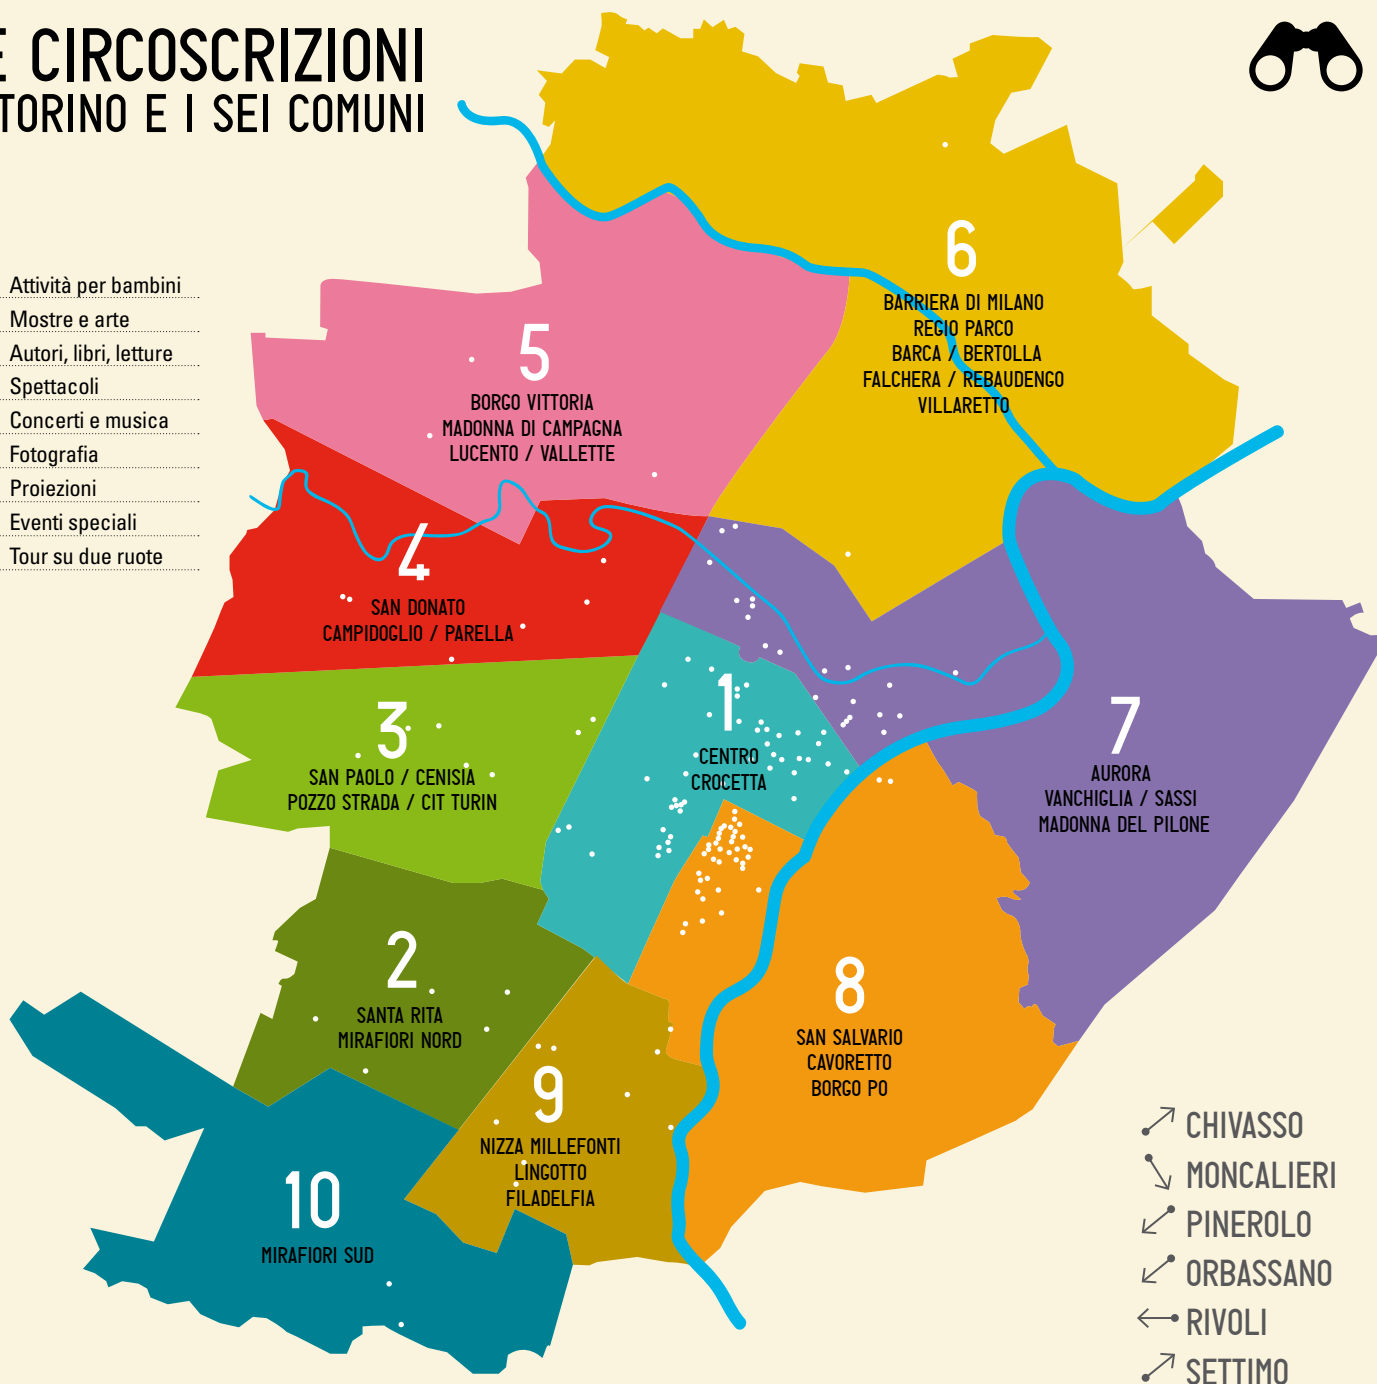 E CIRCOSCRIZIONI
TORINO E I SEI COMUNI
Attività per bambini
Mostre e arte
Autori, libri, letture
Spettacoli
Concerti e musica
Fotografia
Proiezioni
Eventi speciali
Tour su due ruote
6
BARRIERA DI MILANO
REGIO PARCO
BARCA / BERTOLLA
FALCHERA / REBAUDENGO
VILLARETTO
5
BORGO VITTORIA
MADONNA DI CAMPAGNA
LUCENTO / VALLETTE
4
SAN DONATO
CAMPIDOGLIO / PARELLA
3
SAN PAOLO / CENISIA
POZZO STRADA / CIT TURIN
1
CENTRO
CROCETTA
7
AURORA
VANCHIGLIA / SASSI
MADONNA DEL PILONE
2
SANTA RITA
MIRAFIORI NORD
8
SAN SALVARIO
CAVORETTO
BORGO PO
9
NIZZA MILLEFONTI
LINGOTTO
FILADELFIA
10
MIRAFIORI SUD
CHIVASSO
MONCALIERI
PINEROLO
ORBASSANO
RIVOLI
SETTIMO